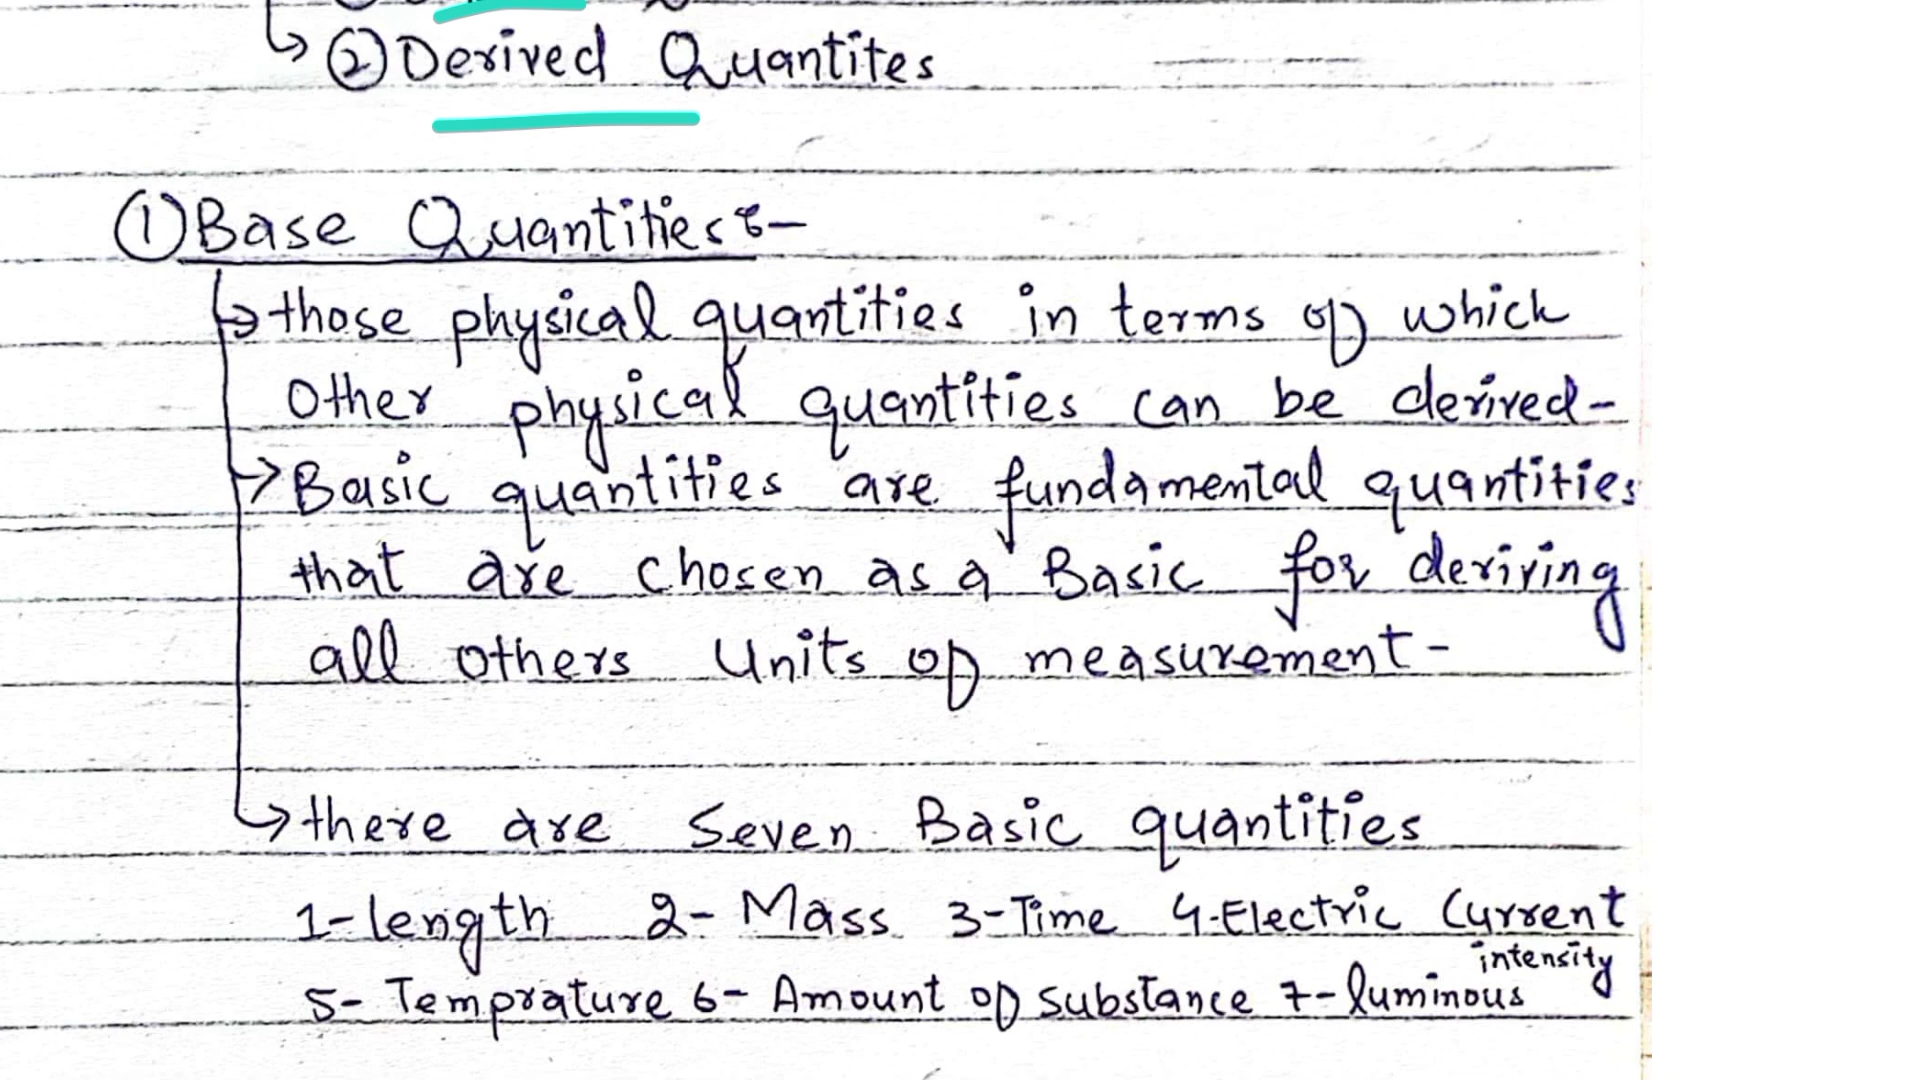 ② Derived Quantites
① Base Quantities :-
→ those physical quantities in terms of which
Other physical quantities can be derived-
→ Basic quantities are fundamental quantities
that are chosen as a Basic for deriving
all others Units of measurement-
→ there are Seven Basic quantities
1- length 2- Mass 3- Time 4- Electric Current
5- Temprature 6- Amount of substance 7- luminous intensity